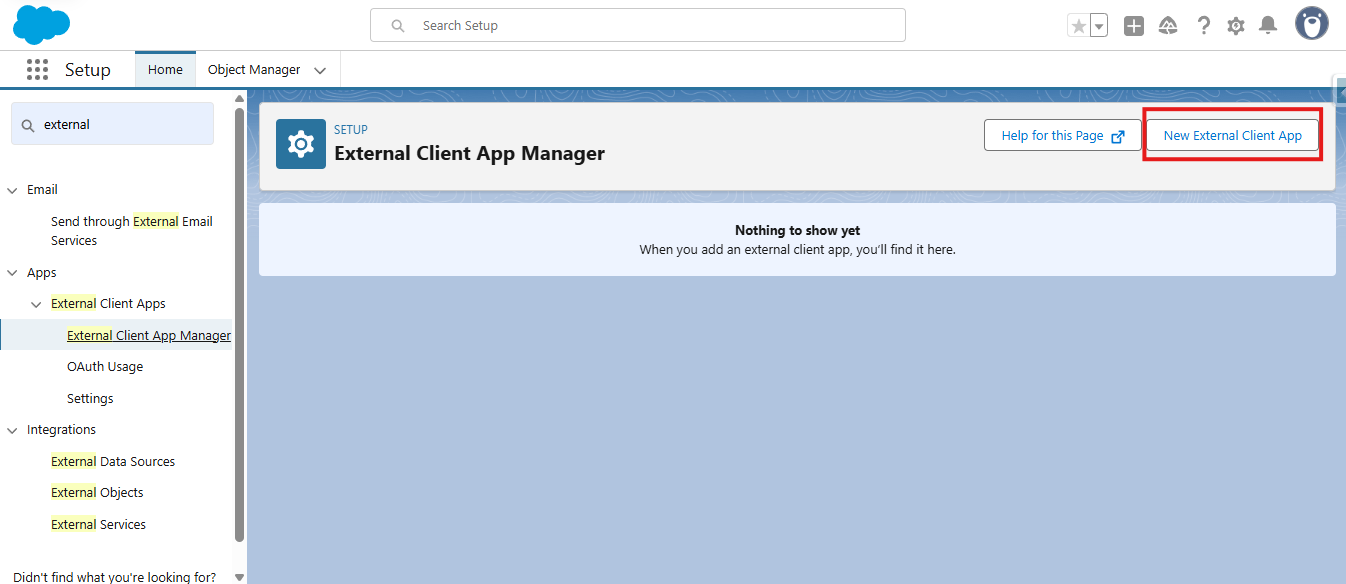 Search Setup
Setup
Home
Object Manager
external
Email
Send through External Email
Services
Apps
External Client Apps
External Client App Manager
OAuth Usage
Settings
Integrations
External Data Sources
External Objects
External Services
Didn't find what you're looking for?
SETUP
External Client App Manager
Help for this Page
New External Client App
Nothing to show yet
When you add an external client app, you'll find it here.